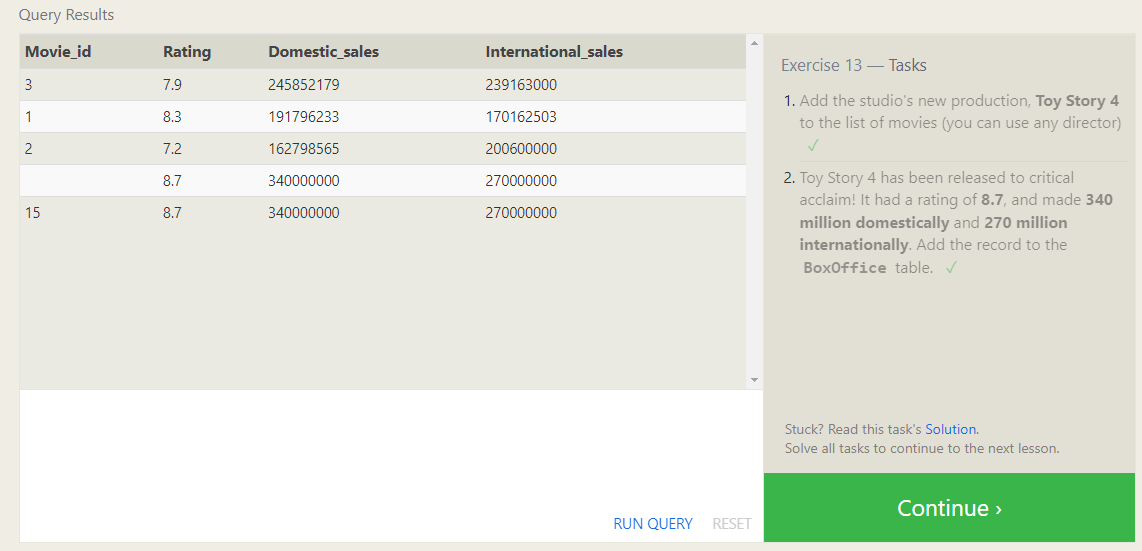 Query Results
Movie_id Rating Domestic_sales International_sales
3 7.9 245852179 239163000
1 8.3 191796233 170162503
2 7.2 162798565 200600000
8.7 340000000 270000000
15 8.7 340000000 270000000
RUN QUERY RESET
Exercise 13 — Tasks
1. Add the studio's new production, Toy Story 4
to the list of movies (you can use any director)
✓
2. Toy Story 4 has been released to critical
acclaim! It had a rating of 8.7, and made 340
million domestically and 270 million
internationally. Add the record to the
BoxOffice table. ✓
Stuck? Read this task's Solution.
Solve all tasks to continue to the next lesson.
Continue ›